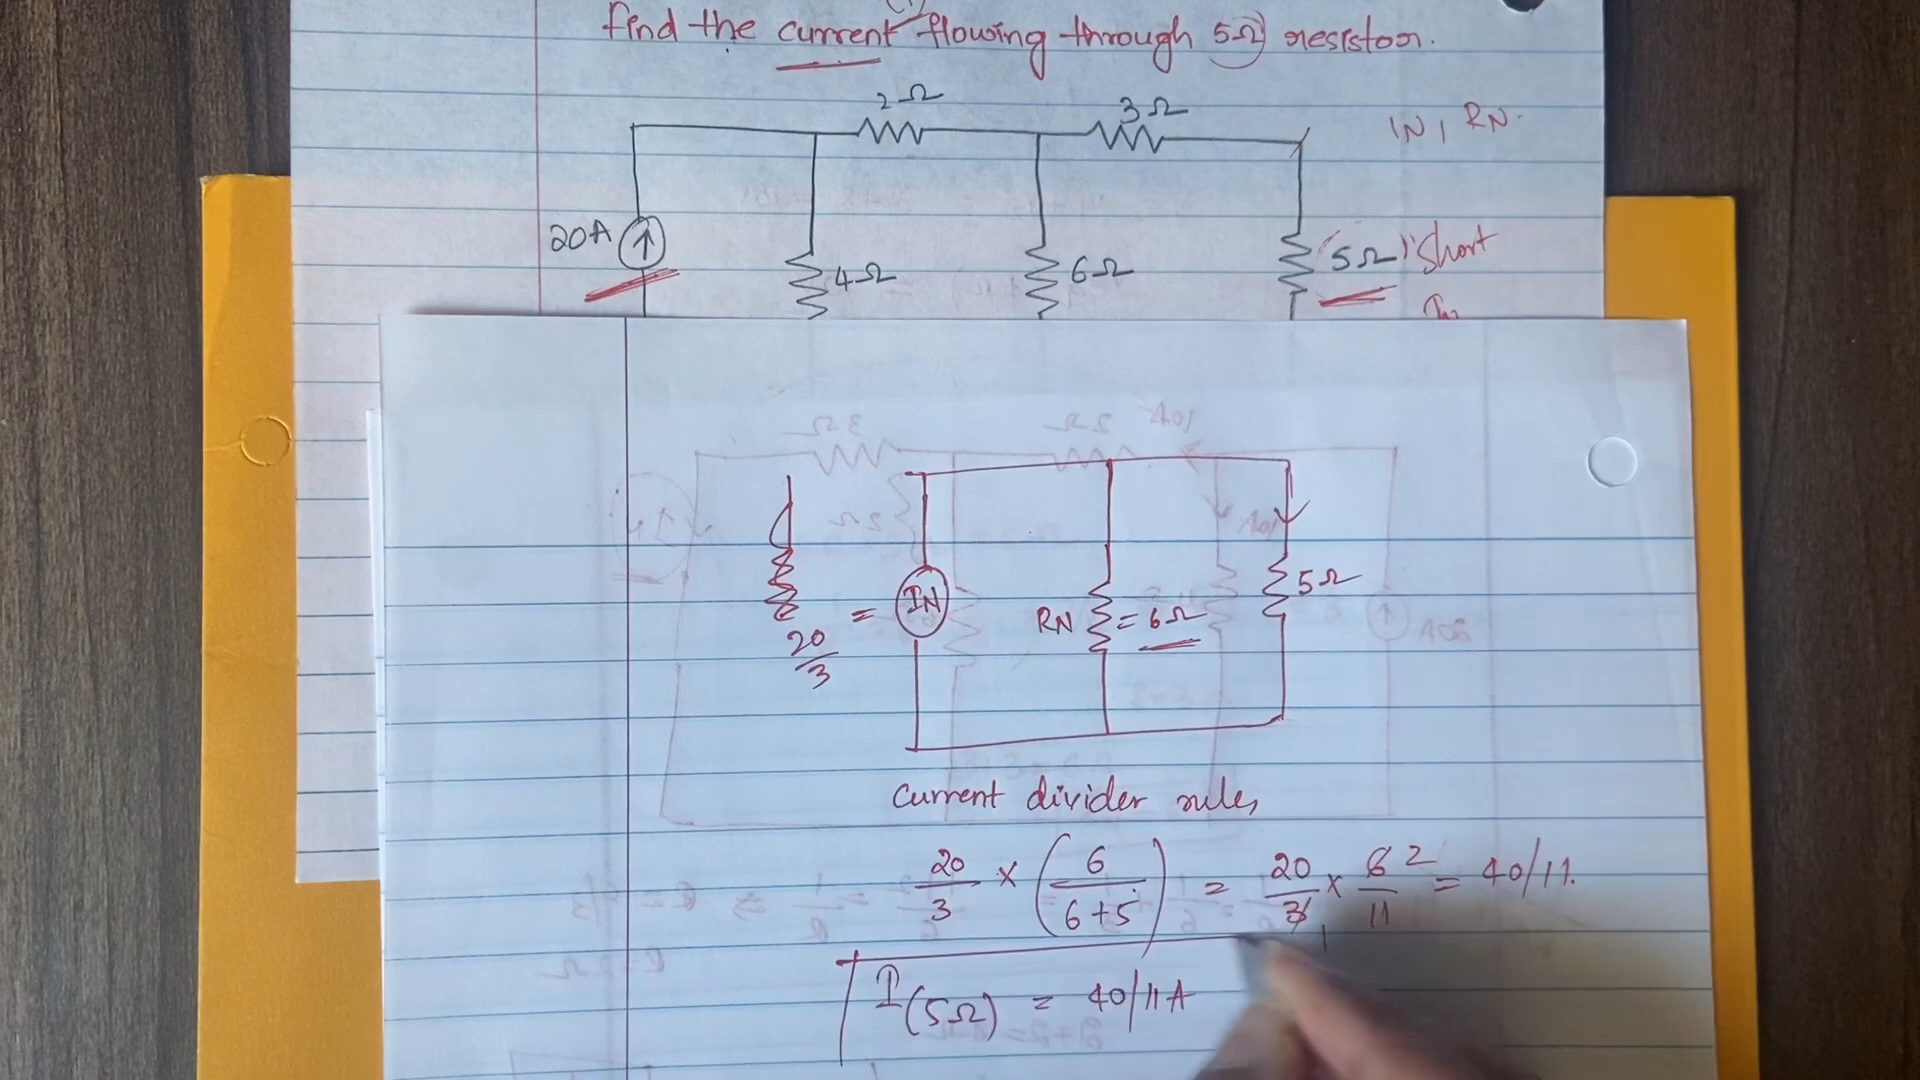 find the current flowing through 5Ω resistor.
2Ω
3Ω
IN, RN.
20A
4Ω
6Ω
5Ω
Short
IN
RN = 6Ω
5Ω
20/3 =
current divider rules
20/3 × (6/(6+5)) = 20/3 × 6/11 2 = 40/11.
1
I(5Ω) = 40/11 A